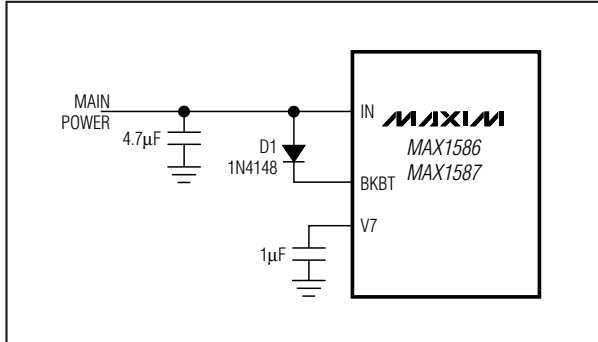 MAIN
POWER
4.7μF
D1
1N4148
IN
MAXIM
MAX1586
MAX1587
BKBT
V7
1μF